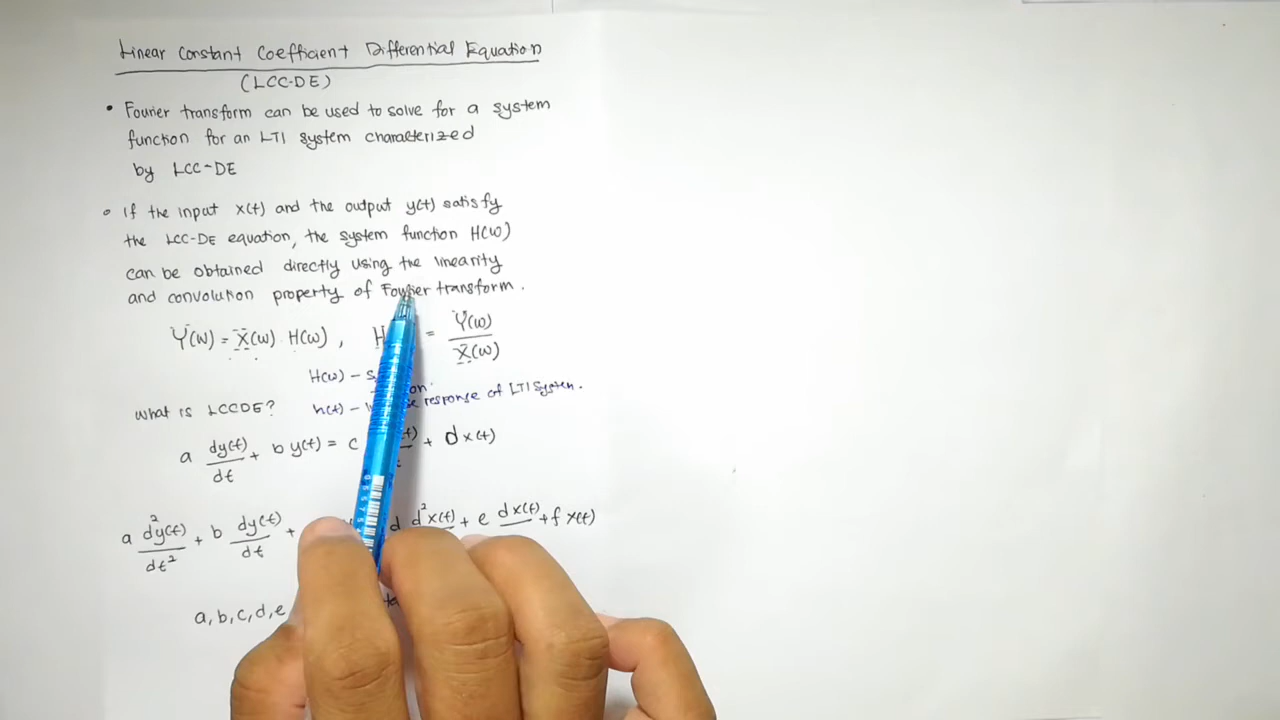 Linear Constant Coefficient Differential Equation
(LCC-DE)
• Fourier transform can be used to solve for a system
function for an LTI system characterized
by LCC-DE
• If the input x(t) and the output y(t) satisfy
the LCC-DE equation, the system function H(ω)
can be obtained directly using the linearity
and convolution property of Fourier transform.
Y(ω) = X(ω) H(ω), H = Y(ω)/X(ω)
H(ω) –
What is LCCDE? h(t) – response of LTI System.
a dy(t)/dt + b y(t) = c + d x(t)
a d²y(t)/dt² + b dy(t)/dt + d d²x(t) + e dx(t) + f x(t)
a, b, c, d, e